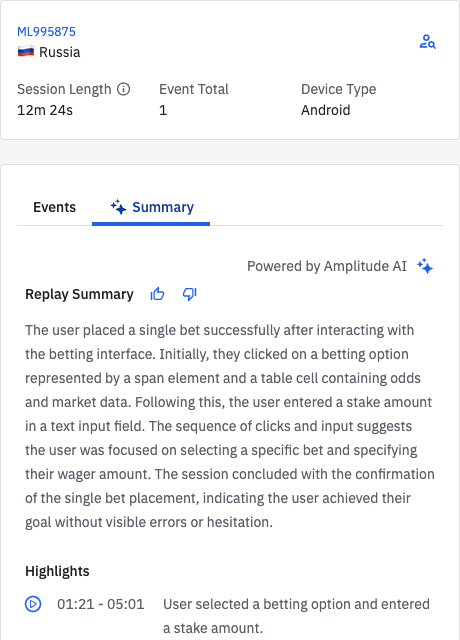 ML995875
Russia
Session Length Event Total Device Type
12m 24s 1 Android
Events Summary
Powered by Amplitude AI
Replay Summary
The user placed a single bet successfully after interacting with
the betting interface. Initially, they clicked on a betting option
represented by a span element and a table cell containing odds
and market data. Following this, the user entered a stake amount
in a text input field. The sequence of clicks and input suggests
the user was focused on selecting a specific bet and specifying
their wager amount. The session concluded with the confirmation
of the single bet placement, indicating the user achieved their
goal without visible errors or hesitation.
Highlights
01:21 - 05:01 User selected a betting option and entered
a stake amount.